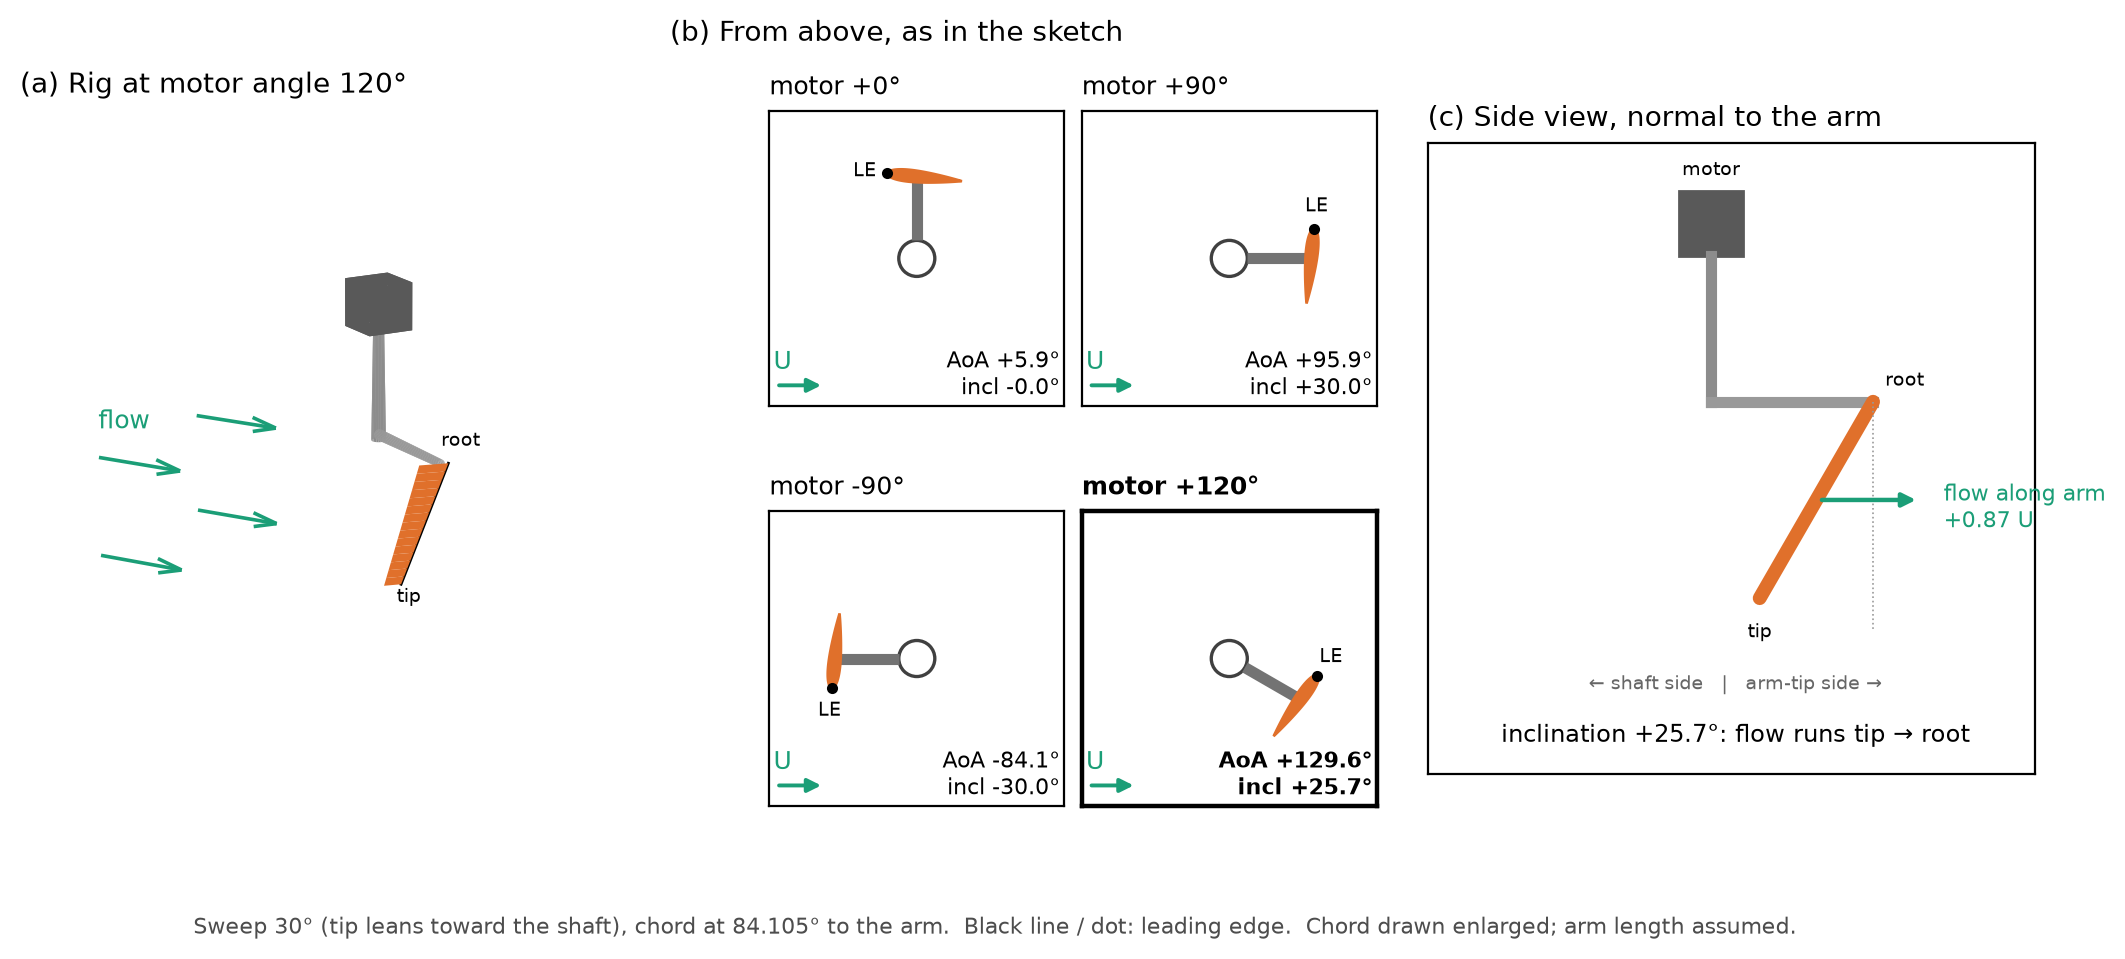 (b) From above, as in the sketch
(a) Rig at motor angle 120°
flow
root
tip
motor +0°
LE
U
AoA +5.9°
incl -0.0°
motor +90°
LE
U
AoA +95.9°
incl +30.0°
motor -90°
LE
U
AoA -84.1°
incl -30.0°
motor +120°
LE
U
AoA +129.6°
incl +25.7°
(c) Side view, normal to the arm
motor
root
flow along arm
+0.87 U
tip
← shaft side | arm-tip side →
inclination +25.7°: flow runs tip → root
Sweep 30° (tip leans toward the shaft), chord at 84.105° to the arm. Black line / dot: leading edge. Chord drawn enlarged; arm length assumed.